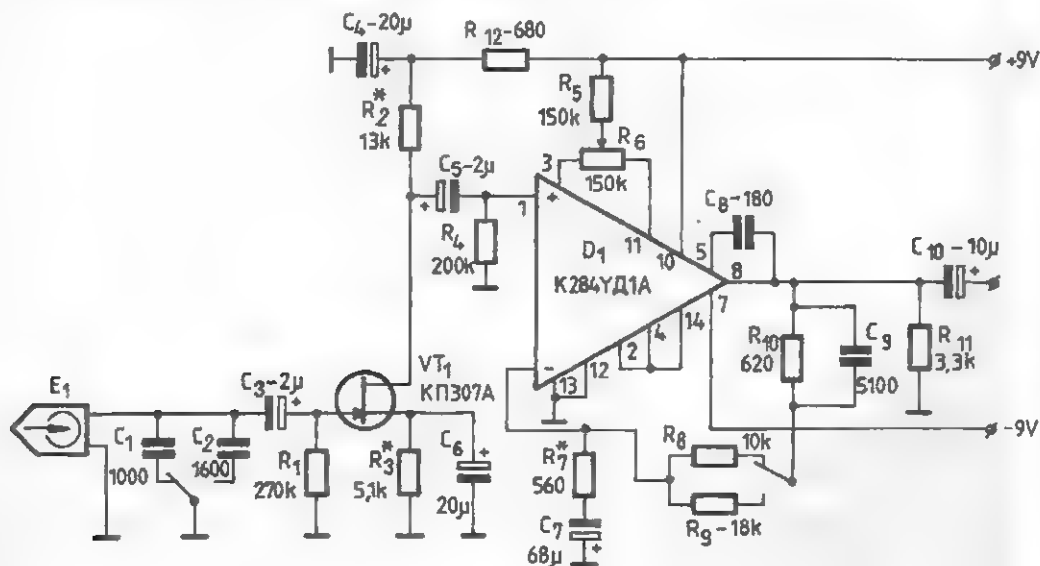 C4-20µ
R12-680
+9V
R2*
13k
R5
150k
R6
150k
C5-2µ
3
+
1
R4
200k
11
10
5
C8-180
8
7
D1
К284УД1А
C10-10µ
+
R10
620
C9
5100
R11
3,3k
14
4
2
12
13
-
VT1
КП307А
E1
C3-2µ
+
C1
1000
C2
1600
R1
270k
R3*
5,1k
C6
20µ
+
R7*
560
C7
68µ
+
R8
10k
R9-18k
-9V